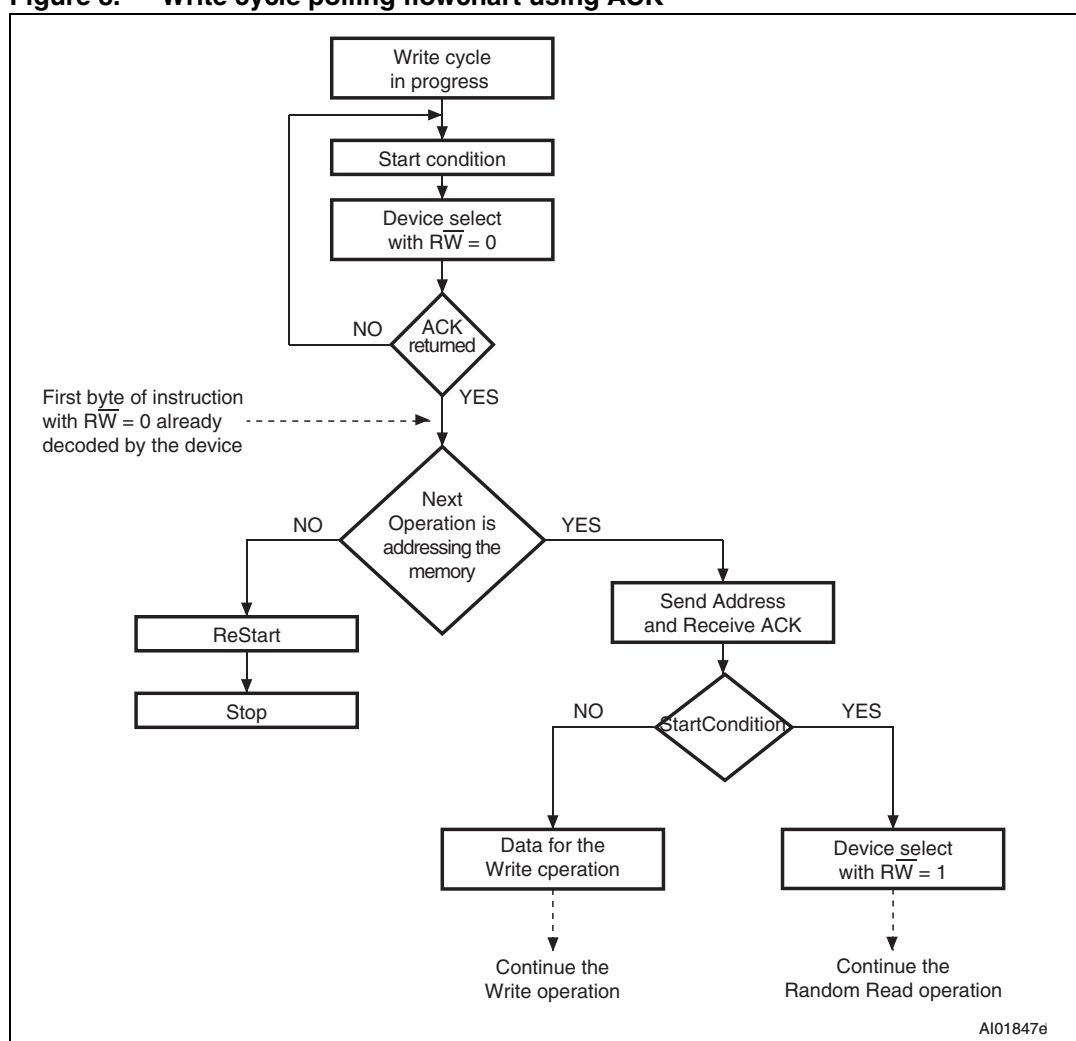 Write cycle polling flowchart using ACK
Write cycle
in progress
Start condition
Device select
with RW̅ = 0
NO
ACK
returned
YES
First byte of instruction
with RW̅ = 0 already
decoded by the device
Next
Operation is
addressing the
memory
NO
YES
ReStart
Stop
Send Address
and Receive ACK
StartCondition
NO
YES
Data for the
Write cperation
Device select
with RW̅ = 1
Continue the
Write operation
Continue the
Random Read operation
AI01847e